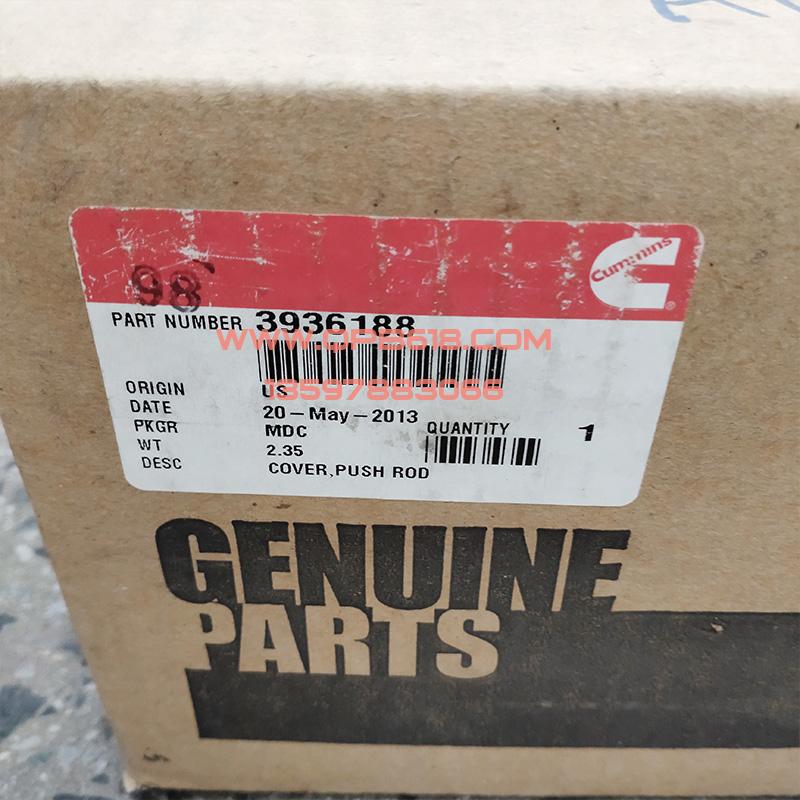 Cummins
98
PART NUMBER 3936188
WWW.OPB618.COM
ORIGIN US
13597883066
DATE 20-May-2013
PKGR MDC QUANTITY 1
WT 2.35
DESC COVER,PUSH ROD
GENUINE
PARTS